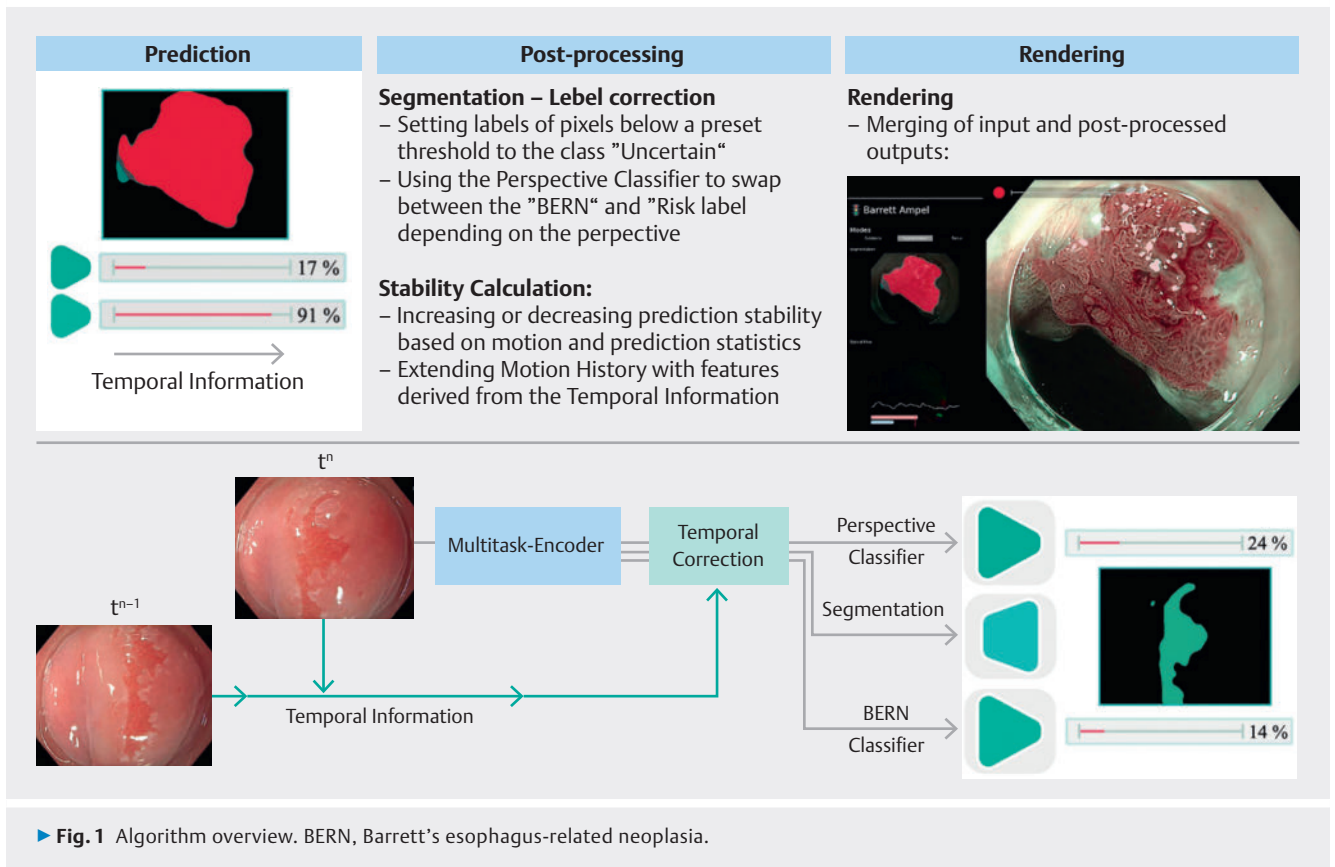 Prediction
17 %
91 %
Temporal Information
Post-processing
Segmentation – Lebel correction
– Setting labels of pixels below a preset
threshold to the class ”Uncertain“
– Using the Perspective Classifier to swap
between the ”BERN“ and ”Risk label
depending on the perpective
Stability Calculation:
– Increasing or decreasing prediction stability
based on motion and prediction statistics
– Extending Motion History with features
derived from the Temporal Information
Rendering
Rendering
– Merging of input and post-processed
outputs:
Barrett Ampel
Modes
tⁿ
tⁿ⁻¹
Multitask-Encoder
Temporal
Correction
Temporal Information
Perspective
Classifier
Segmentation
BERN
Classifier
24 %
14 %
▶ Fig. 1 Algorithm overview. BERN, Barrett’s esophagus-related neoplasia.